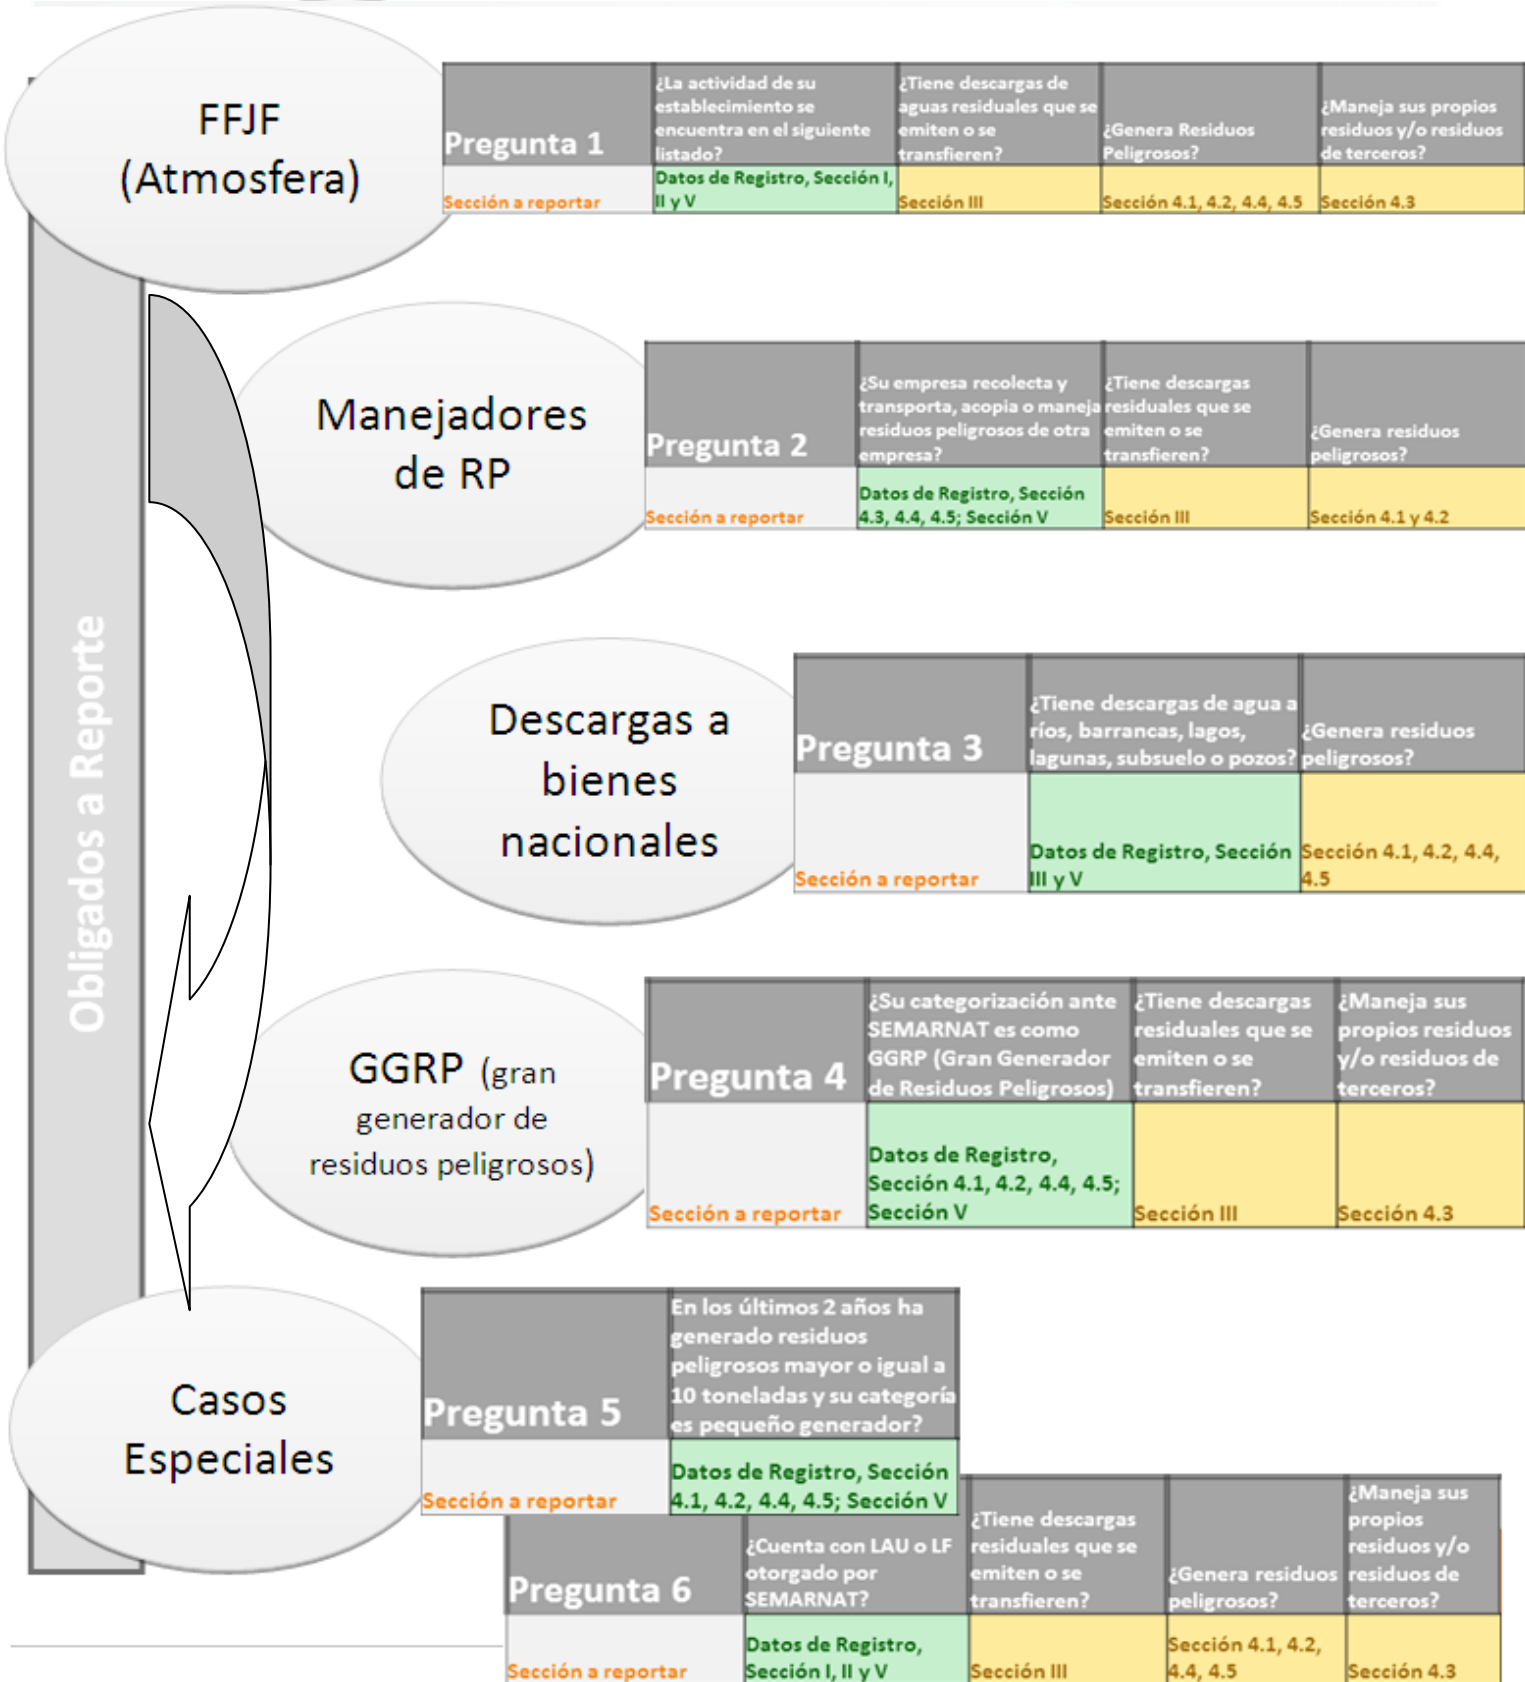 Obligados a Reporte
FFJF
(Atmosfera)
Pregunta 1
¿La actividad de su
establecimiento se
encuentra en el siguiente
listado?
¿Tiene descargas de
aguas residuales que se
emiten o se
transfieren?
¿Genera Residuos
Peligrosos?
¿Maneja sus propios
residuos y/o residuos
de terceros?
Sección a reportar
Datos de Registro, Sección I,
II y V
Sección III
Sección 4.1, 4.2, 4.4, 4.5
Sección 4.3
Manejadores
de RP
Pregunta 2
¿Su empresa recolecta y
transporta, acopia o maneja
residuos peligrosos de otra
empresa?
¿Tiene descargas
residuales que se
emiten o se
transfieren?
¿Genera residuos
peligrosos?
Sección a reportar
Datos de Registro, Sección
4.3, 4.4, 4.5; Sección V
Sección III
Sección 4.1 y 4.2
Descargas a
bienes
nacionales
Pregunta 3
¿Tiene descargas de agua a
ríos, barrancas, lagos,
lagunas, subsuelo o pozos?
¿Genera residuos
peligrosos?
Sección a reportar
Datos de Registro, Sección
III y V
Sección 4.1, 4.2, 4.4,
4.5
GGRP (gran
generador de
residuos peligrosos)
Pregunta 4
¿Su categorización ante
SEMARNAT es como
GGRP (Gran Generador
de Residuos Peligrosos)
¿Tiene descargas
residuales que se
emiten o se
transfieren?
¿Maneja sus
propios residuos
y/o residuos de
terceros?
Sección a reportar
Datos de Registro,
Sección 4.1, 4.2, 4.4, 4.5;
Sección V
Sección III
Sección 4.3
Casos
Especiales
Pregunta 5
En los últimos 2 años ha
generado residuos
peligrosos mayor o igual a
10 toneladas y su categoría
es pequeño generador?
Sección a reportar
Datos de Registro, Sección
4.1, 4.2, 4.4, 4.5; Sección V
Pregunta 6
¿Cuenta con LAU o LF
otorgado por
SEMARNAT?
¿Tiene descargas
residuales que se
emiten o se
transfieren?
¿Genera residuos
peligrosos?
¿Maneja sus
propios
residuos y/o
residuos de
terceros?
Sección a reportar
Datos de Registro,
Sección I, II y V
Sección III
Sección 4.1, 4.2,
4.4, 4.5
Sección 4.3